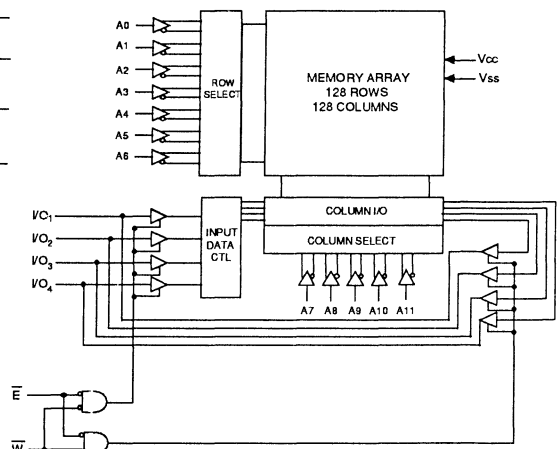 A0
A1
A2
A3
A4
A5
A6
ROW
SELECT
MEMORY ARRAY
128 ROWS
128 COLUMNS
Vcc
Vss
I/O1
I/O2
I/O3
I/O4
INPUT
DATA
CTL
COLUMN I/O
COLUMN SELECT
A7 A8 A9 A10 A11
E
W